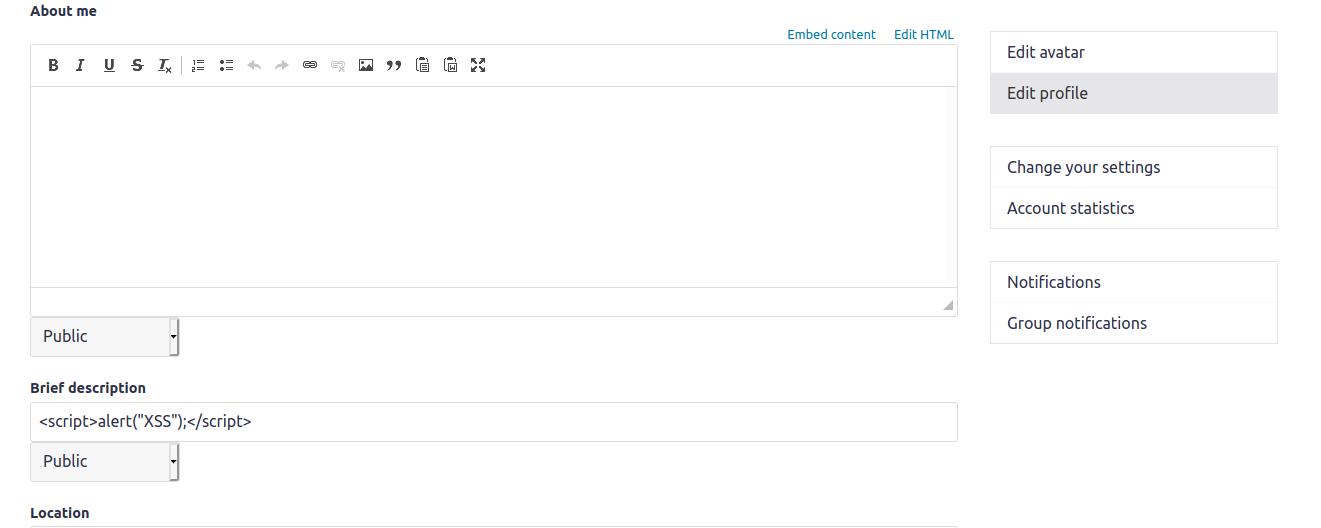 About me
Embed content Edit HTML
B I U S Tx
Public
Brief description
<script>alert("XSS");</script>
Public
Location
Edit avatar
Edit profile
Change your settings
Account statistics
Notifications
Group notifications